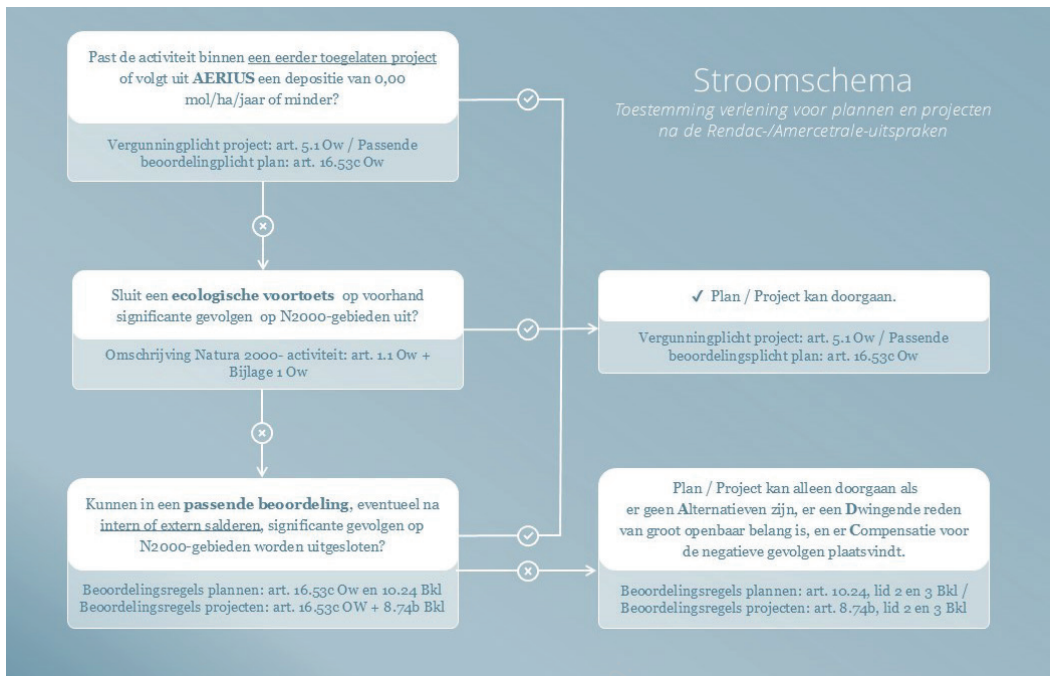 Past de activiteit binnen een eerder toegelaten project
of volgt uit AERIUS een depositie van 0,00
mol/ha/jaar of minder?
Vergunningplicht project: art. 5.1 Ow / Passende
beoordelingplicht plan: art. 16.53c Ow
Stroomschema
Toestemming verlening voor plannen en projecten
na de Rendac-/Amercetrale-uitspraken
Sluit een ecologische voortoets op voorhand
significante gevolgen op N2000-gebieden uit?
Omschrijving Natura 2000- activiteit: art. 1.1 Ow +
Bijlage 1 Ow
✓ Plan / Project kan doorgaan.
Vergunningplicht project: art. 5.1 Ow / Passende
beoordelingsplicht plan: art. 16.53c Ow
Kunnen in een passende beoordeling, eventueel na
intern of extern salderen, significante gevolgen op
N2000-gebieden worden uitgesloten?
Beoordelingsregels plannen: art. 16.53c Ow en 10.24 Bkl
Beoordelingsregels projecten: art. 16.53c OW + 8.74b Bkl
Plan / Project kan alleen doorgaan als
er geen Alternatieven zijn, er een Dwingende reden
van groot openbaar belang is, en er Compensatie voor
de negatieve gevolgen plaatsvindt.
Beoordelingsregels plannen: art. 10.24, lid 2 en 3 Bkl /
Beoordelingsregels projecten: art. 8.74b, lid 2 en 3 Bkl